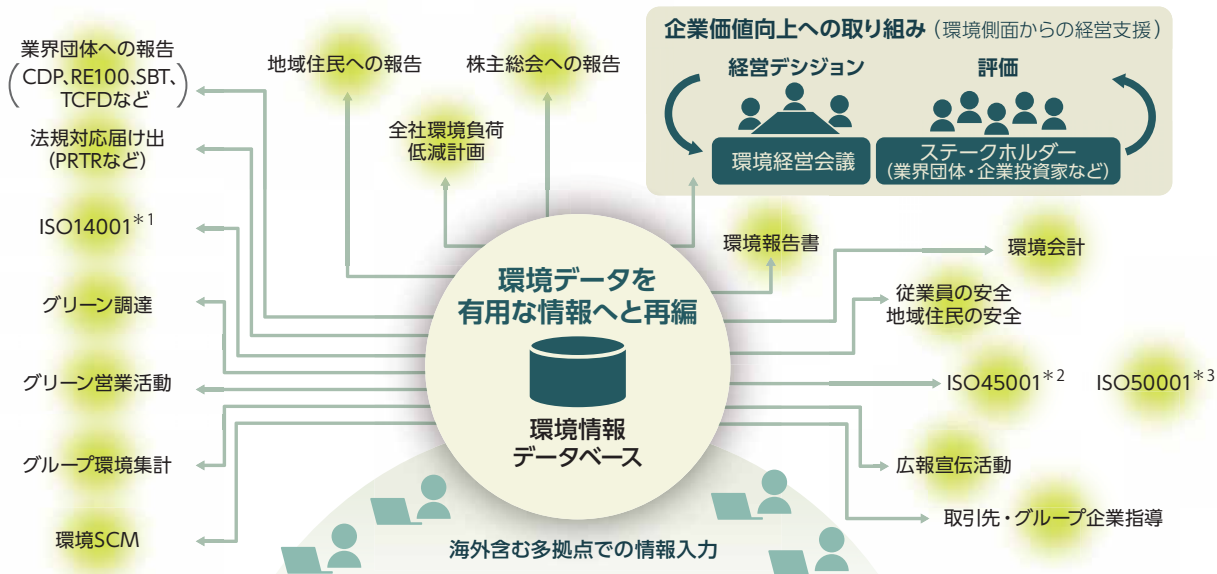 業界団体への報告
(CDP、RE100、SBT、
TCFDなど)
法規対応届け出
(PRTRなど)
ISO14001*1
グリーン調達
グリーン営業活動
グループ環境集計
環境SCM
地域住民への報告
全社環境負荷
低減計画
株主総会への報告
企業価値向上への取り組み(環境側面からの経営支援)
経営デシジョン
環境経営会議
評価
ステークホルダー
(業界団体・企業投資家など)
環境データを
有用な情報へと再編
環境情報
データベース
海外含む多拠点での情報入力
環境報告書
環境会計
従業員の安全
地域住民の安全
ISO45001*2 ISO50001*3
広報宣伝活動
取引先・グループ企業指導